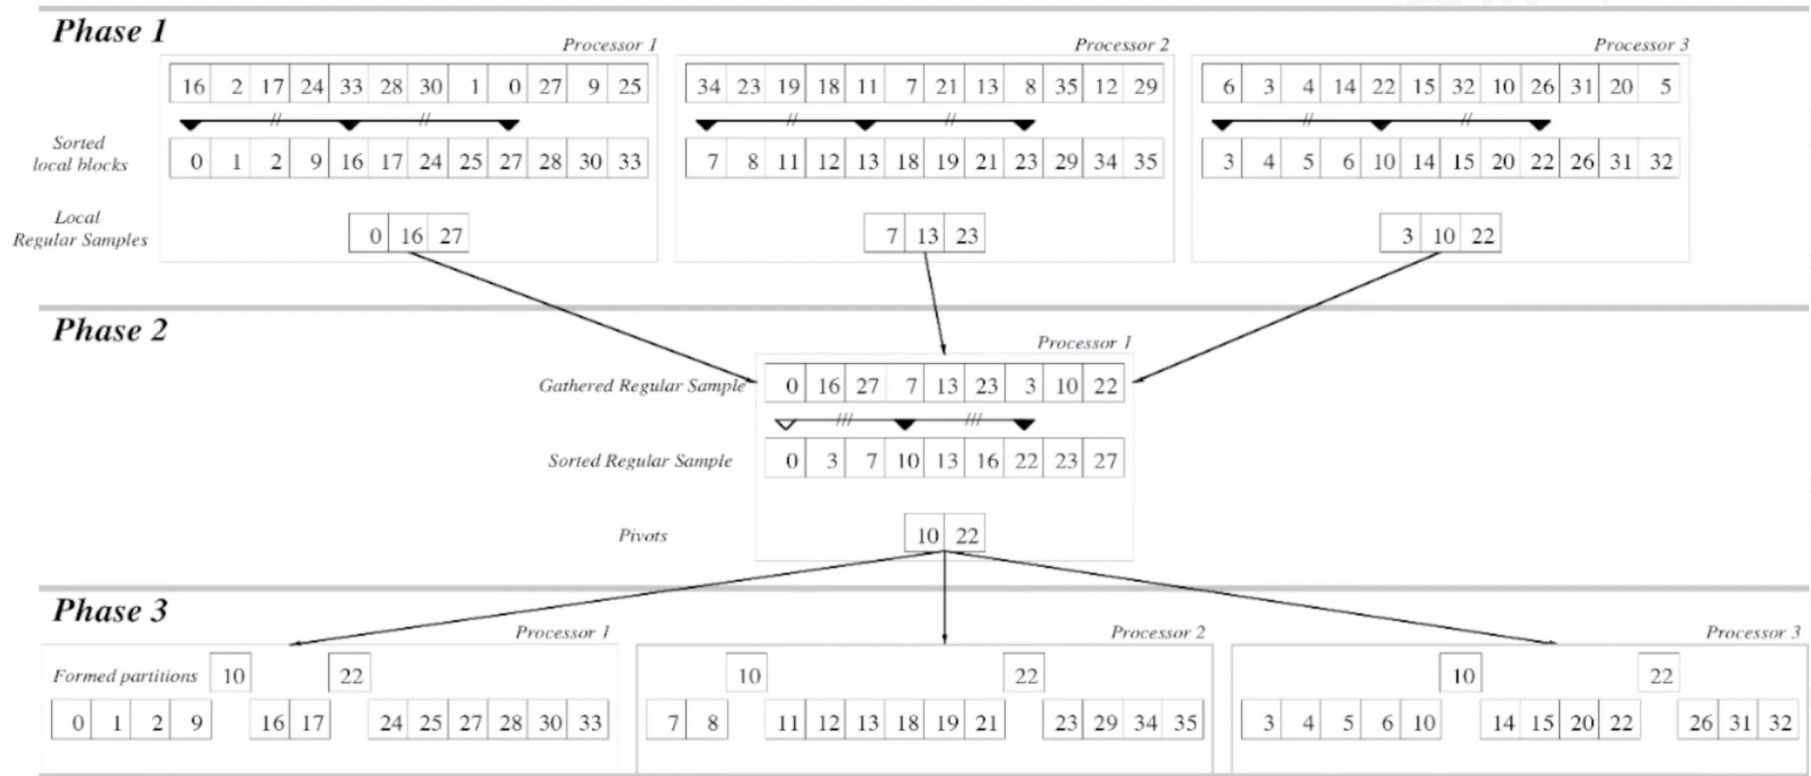 Phase 1
Processor 1 Processor 2 Processor 3
16 2 17 24 33 28 30 1 0 27 9 25 34 23 19 18 11 7 21 13 8 35 12 29 6 3 4 14 22 15 32 10 26 31 20 5
Sorted
local blocks
0 1 2 9 16 17 24 25 27 28 30 33 7 8 11 12 13 18 19 21 23 29 34 35 3 4 5 6 10 14 15 20 22 26 31 32
Local
Regular Samples
0 16 27 7 13 23 3 10 22
Phase 2
Processor 1
Gathered Regular Sample 0 16 27 7 13 23 3 10 22
Sorted Regular Sample 0 3 7 10 13 16 22 23 27
Pivots 10 22
Phase 3
Processor 1 Processor 2 Processor 3
Formed partitions 10 22 10 22 10 22
0 1 2 9 16 17 24 25 27 28 30 33 7 8 11 12 13 18 19 21 23 29 34 35 3 4 5 6 10 14 15 20 22 26 31 32